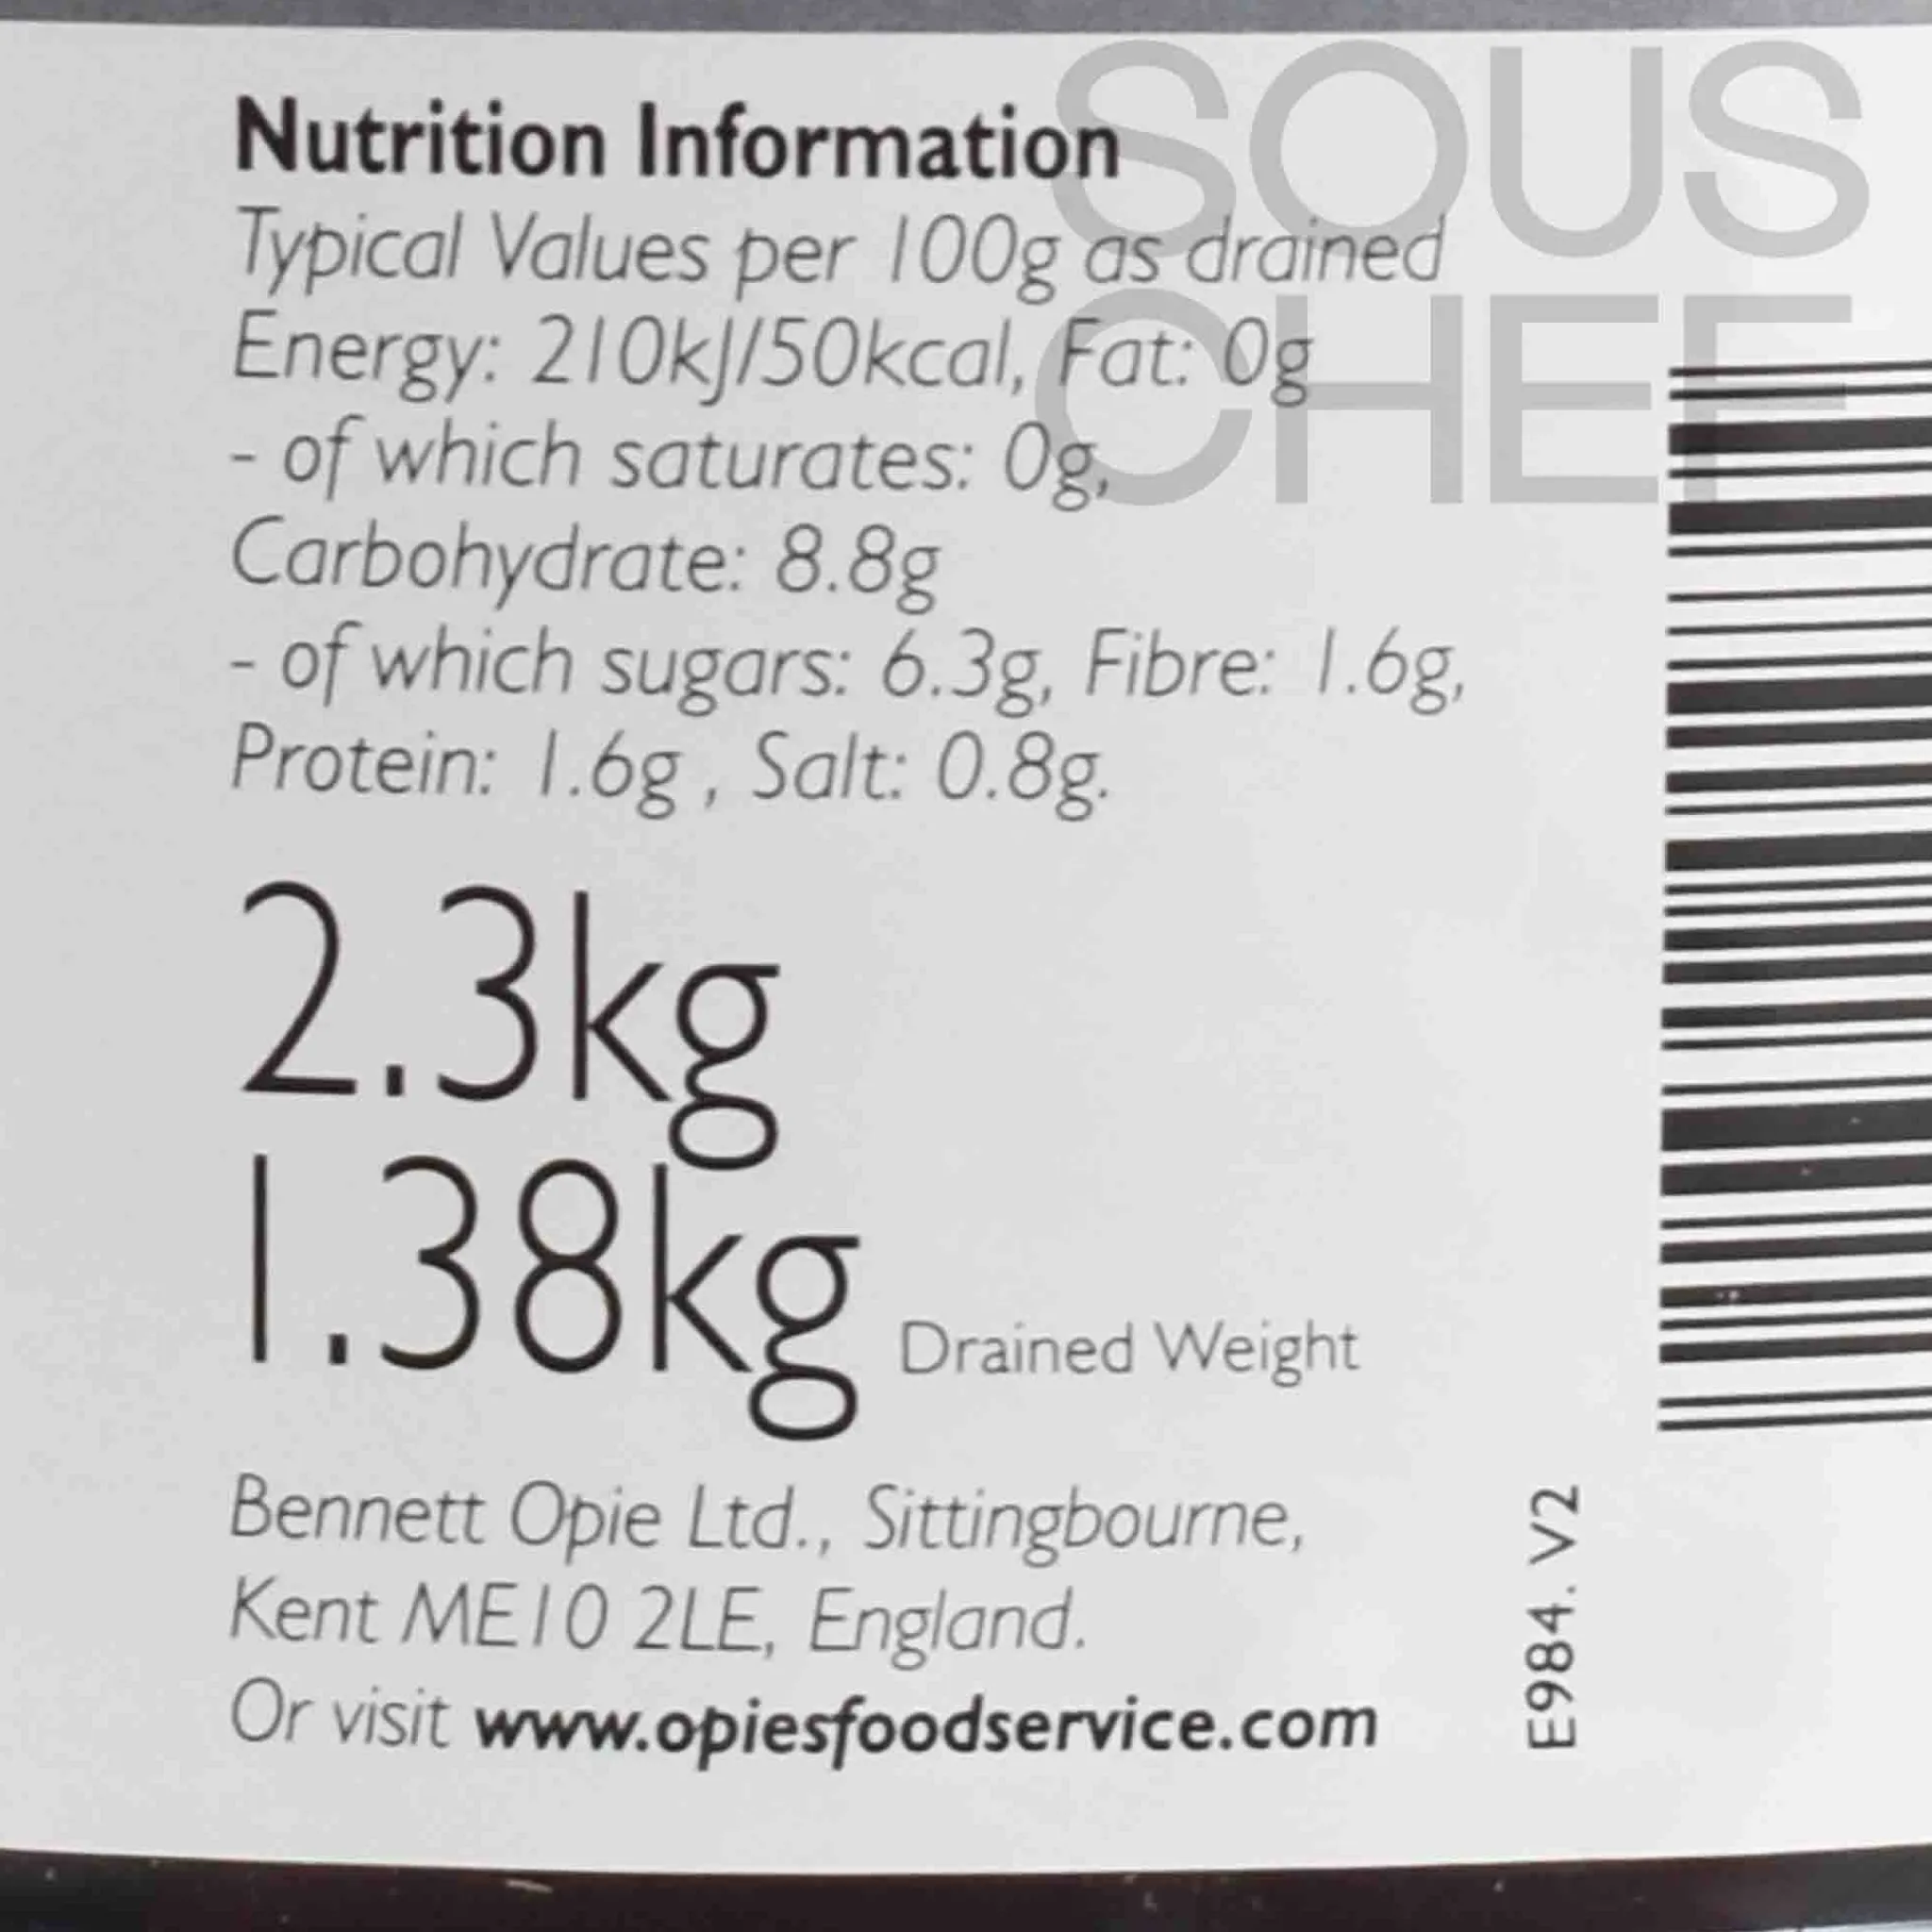 SOUS
CHEF
Nutrition Information
Typical Values per 100g as drained
Energy: 210kJ/50kcal, Fat: 0g
- of which saturates: 0g,
Carbohydrate: 8.8g
- of which sugars: 6.3g, Fibre: 1.6g,
Protein: 1.6g , Salt: 0.8g.
2.3kg
1.38kg Drained Weight
Bennett Opie Ltd., Sittingbourne,
Kent ME10 2LE, England.
Or visit www.opiesfoodservice.com
E984. V2